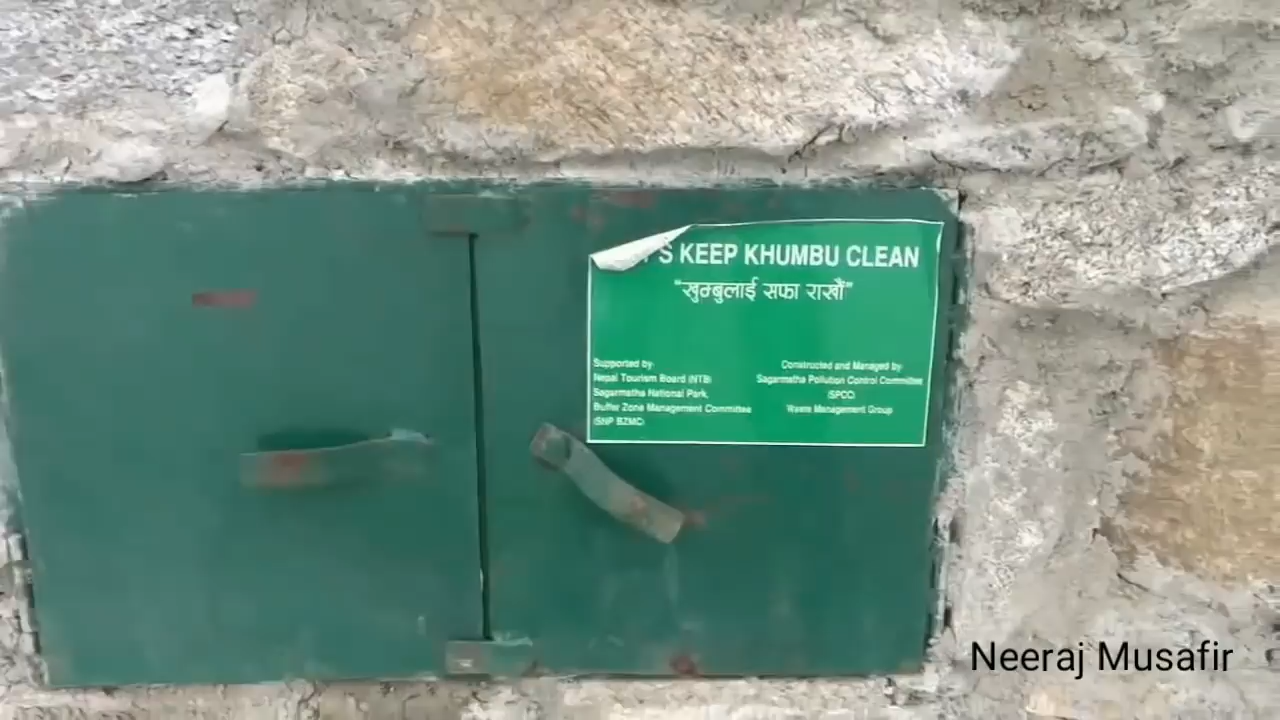 S KEEP KHUMBU CLEAN
"खुम्बुलाई सफा राखौं"
Supported by:
Nepal Tourism Board (NTB)
Sagarmatha National Park,
Buffer Zone Management Committee
(SNP BZMC)
Constructed and Managed by
Sagarmatha Pollution Control Committee
(SPCC)
Waste Management Group
Neeraj Musafir